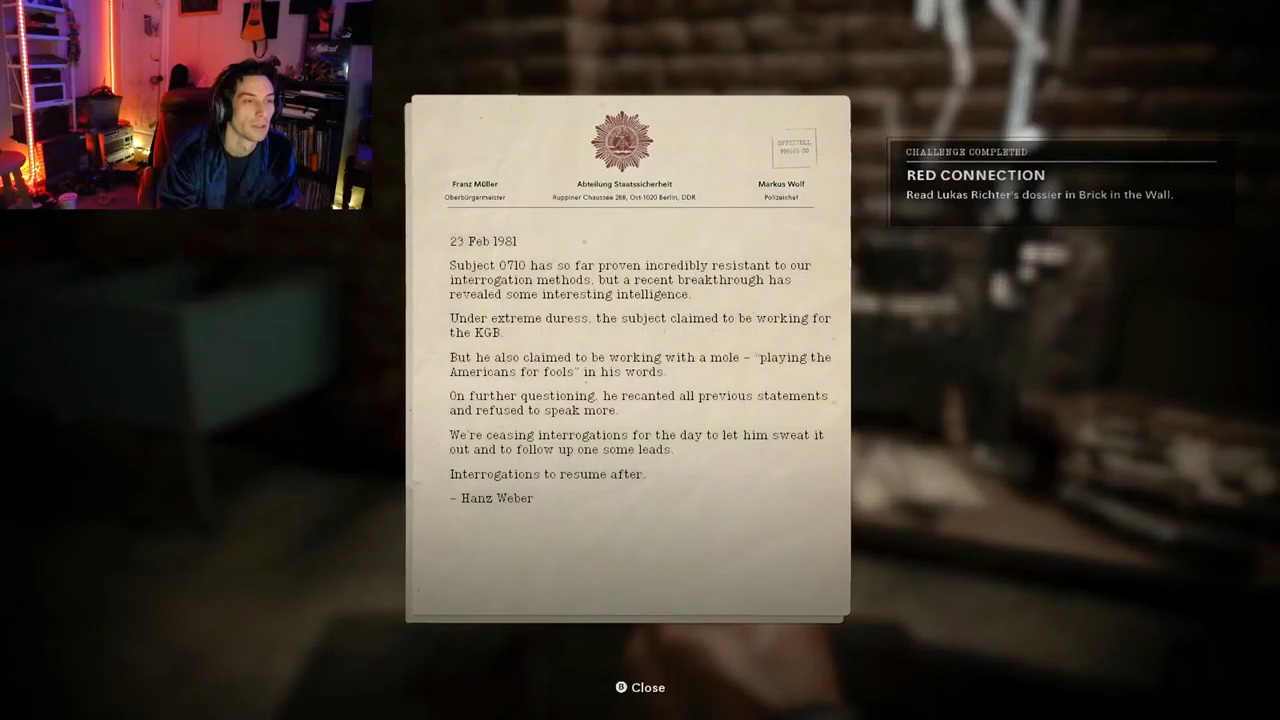 Franz Müller
Oberbürgermeister
Abteilung Staatssicherheit
Ruppiner Chaussee 268, Ost-1020 Berlin, DDR
Markus Wolf
Polizeichef
23 Feb 1981
Subject 0710 has so far proven incredibly resistant to our
interrogation methods, but a recent breakthrough has
revealed some interesting intelligence.
Under extreme duress, the subject claimed to be working for
the KGB.
But he also claimed to be working with a mole – "playing the
Americans for fools" in his words.
On further questioning, he recanted all previous statements
and refused to speak more.
We're ceasing interrogations for the day to let him sweat it
out and to follow up one some leads.
Interrogations to resume after.
– Hanz Weber
CHALLENGE COMPLETED:
RED CONNECTION
Read Lukas Richter's dossier in Brick in the Wall.
B Close